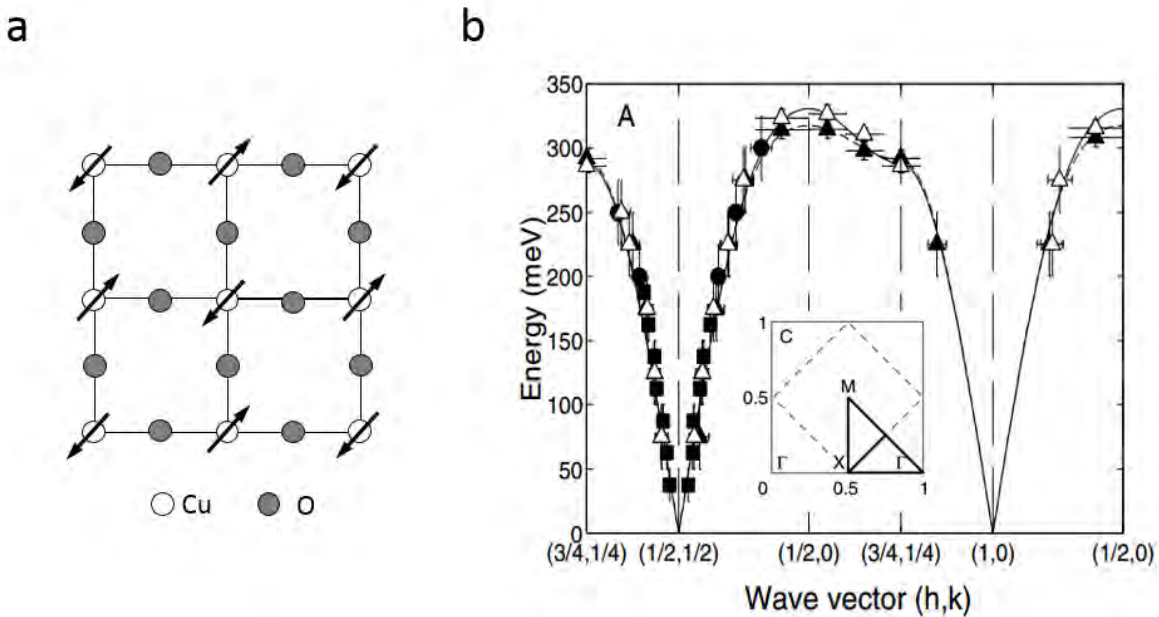 a
Cu
O
b
A
350
300
250
200
150
100
50
0
Energy (meV)
(3/4,1/4)
(1/2,1/2)
(1/2,0)
(3/4,1/4)
(1,0)
(1/2,0)
Wave vector (h,k)
1
C
M
0.5
Γ
X
Γ
0
0.5
1